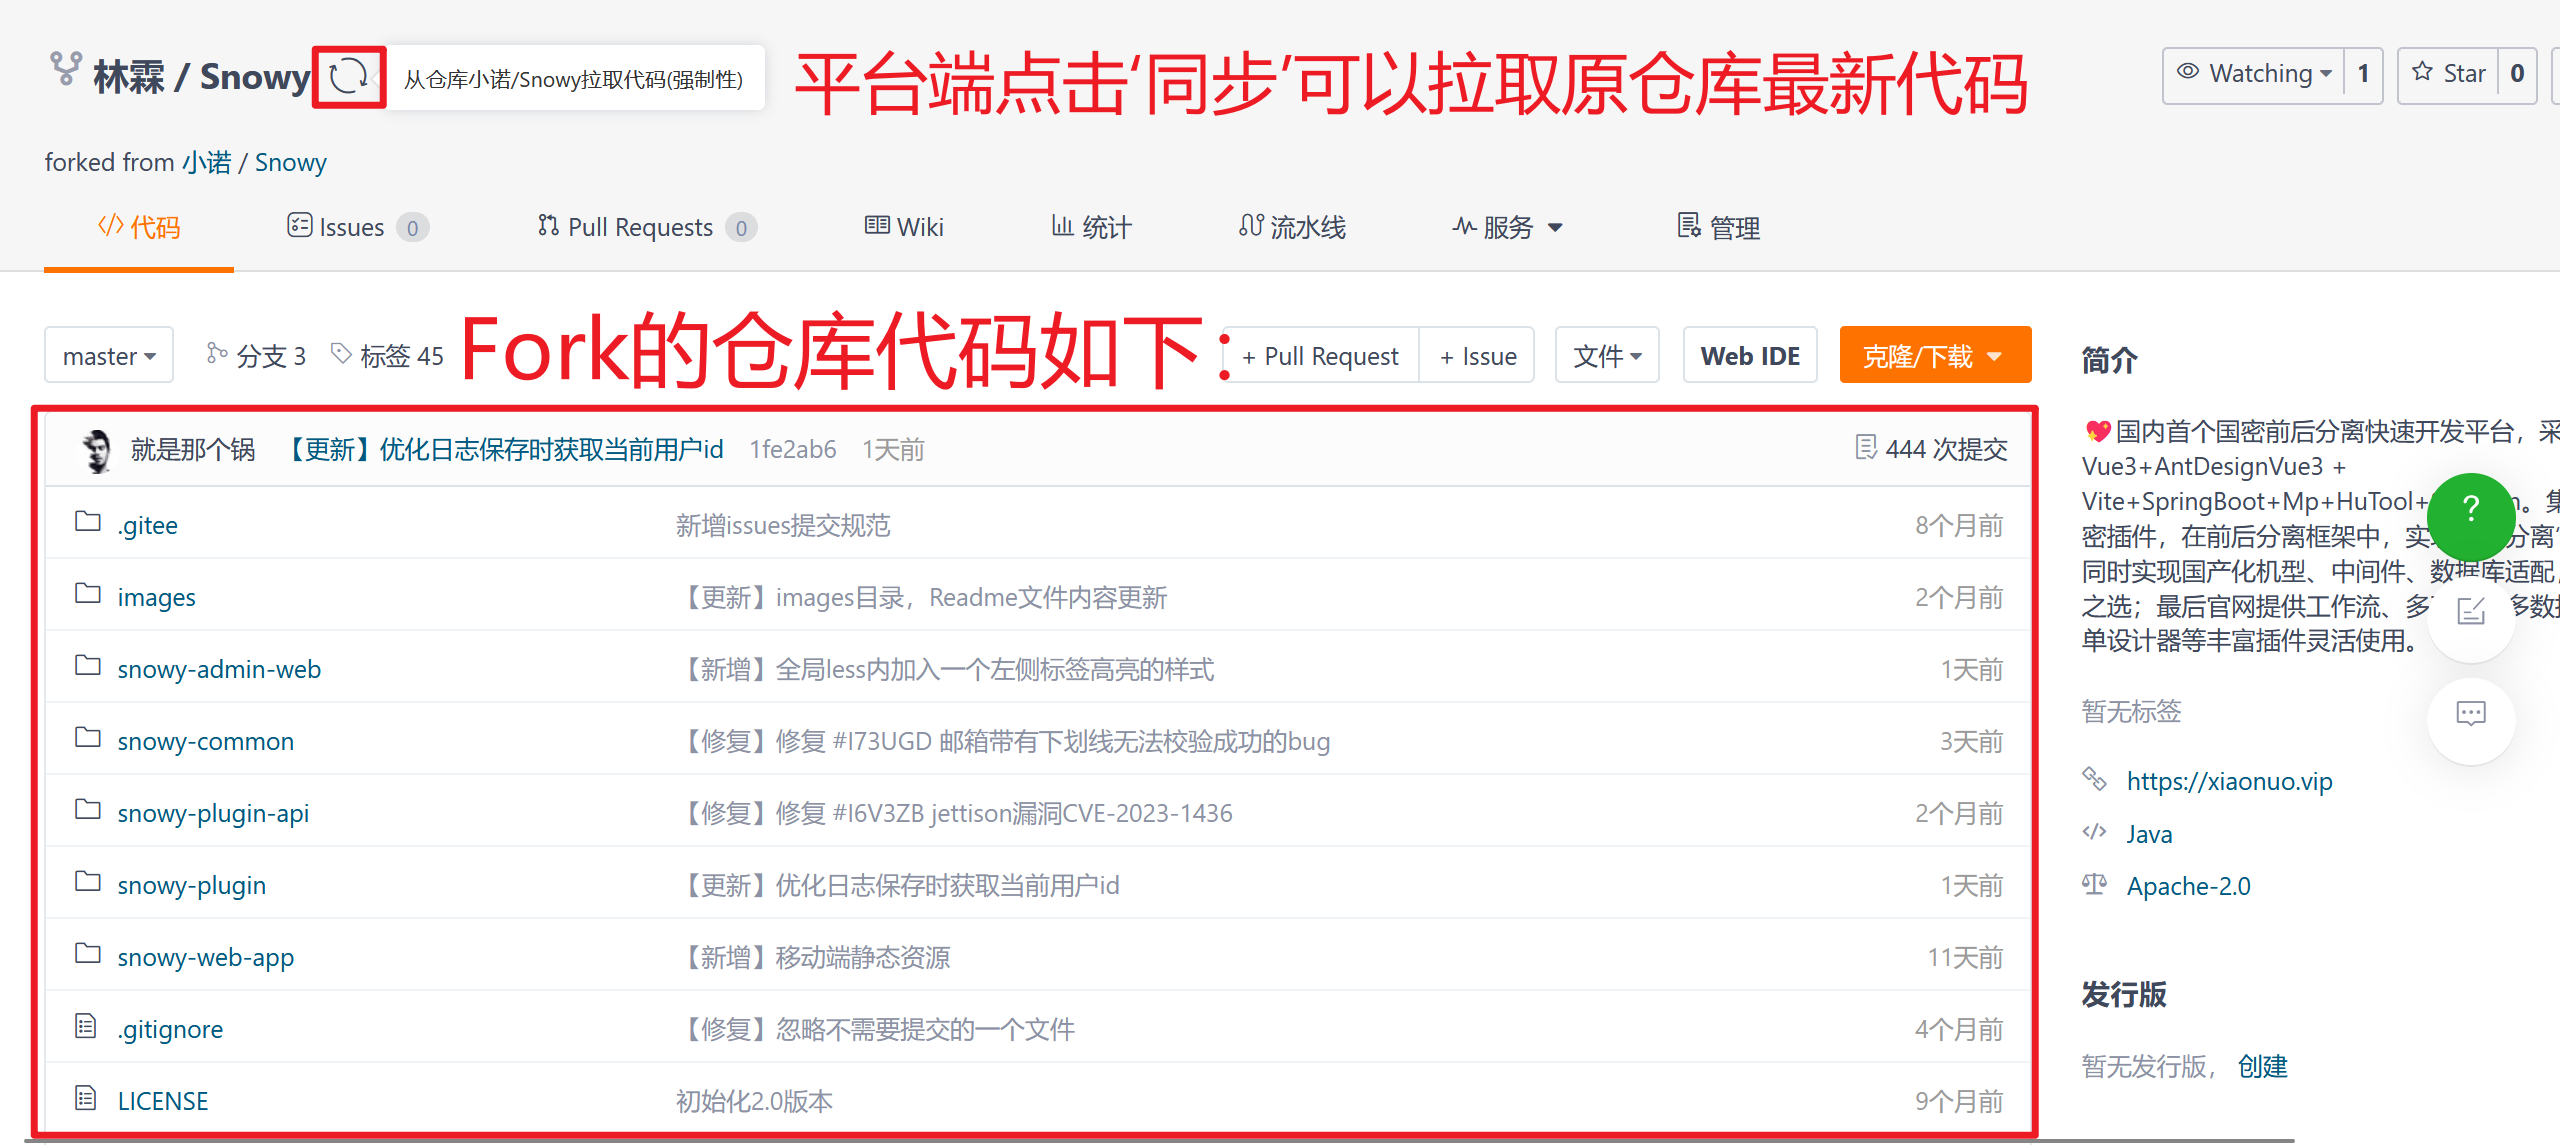 林霖 / Snowy 从仓库小诺/Snowy拉取代码(强制性) 平台端点击‘同步’可以拉取原仓库最新代码 Watching 1 Star 0
forked from 小诺 / Snowy
代码 Issues 0 Pull Requests 0 Wiki 统计 流水线 服务 管理
master 分支 3 标签 45 Fork的仓库代码如下： + Pull Request + Issue 文件 Web IDE 克隆/下载
就是那个锅 【更新】优化日志保存时获取当前用户id 1fe2ab6 1天前 444 次提交
.gitee 新增issues提交规范 8个月前
images 【更新】images目录，Readme文件内容更新 2个月前
snowy-admin-web 【新增】全局less内加入一个左侧标签高亮的样式 1天前
snowy-common 【修复】修复 #I73UGD 邮箱带有下划线无法校验成功的bug 3天前
snowy-plugin-api 【修复】修复 #I6V3ZB jettison漏洞CVE-2023-1436 2个月前
snowy-plugin 【更新】优化日志保存时获取当前用户id 1天前
snowy-web-app 【新增】移动端静态资源 11天前
.gitignore 【修复】忽略不需要提交的一个文件 4个月前
LICENSE 初始化2.0版本 9个月前
简介
国内首个国密前后分离快速开发平台，采
Vue3+AntDesignVue3 +
Vite+SpringBoot+Mp+HuTool+ 。集
密插件，在前后分离框架中，实 分离“
同时实现国产化机型、中间件、数据库适配，
之选；最后官网提供工作流、多 多数据
单设计器等丰富插件灵活使用。
?
暂无标签
https://xiaonuo.vip
Java
Apache-2.0
发行版
暂无发行版， 创建